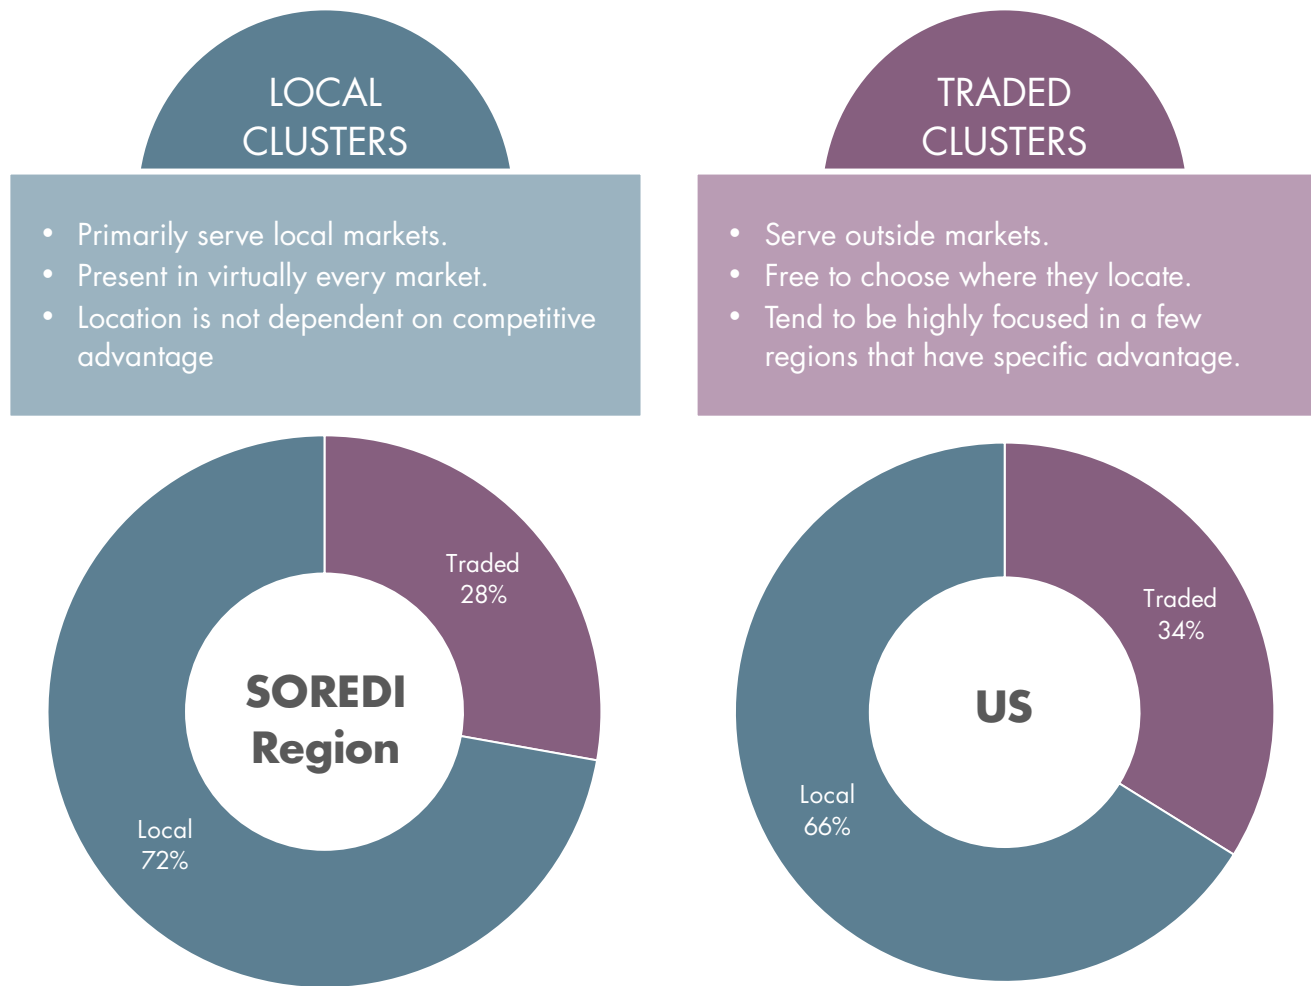 LOCAL
CLUSTERS
• Primarily serve local markets.
• Present in virtually every market.
• Location is not dependent on competitive
advantage
TRADED
CLUSTERS
• Serve outside markets.
• Free to choose where they locate.
• Tend to be highly focused in a few
regions that have specific advantage.
Traded
28%
SOREDI
Region
Local
72%
Traded
34%
US
Local
66%